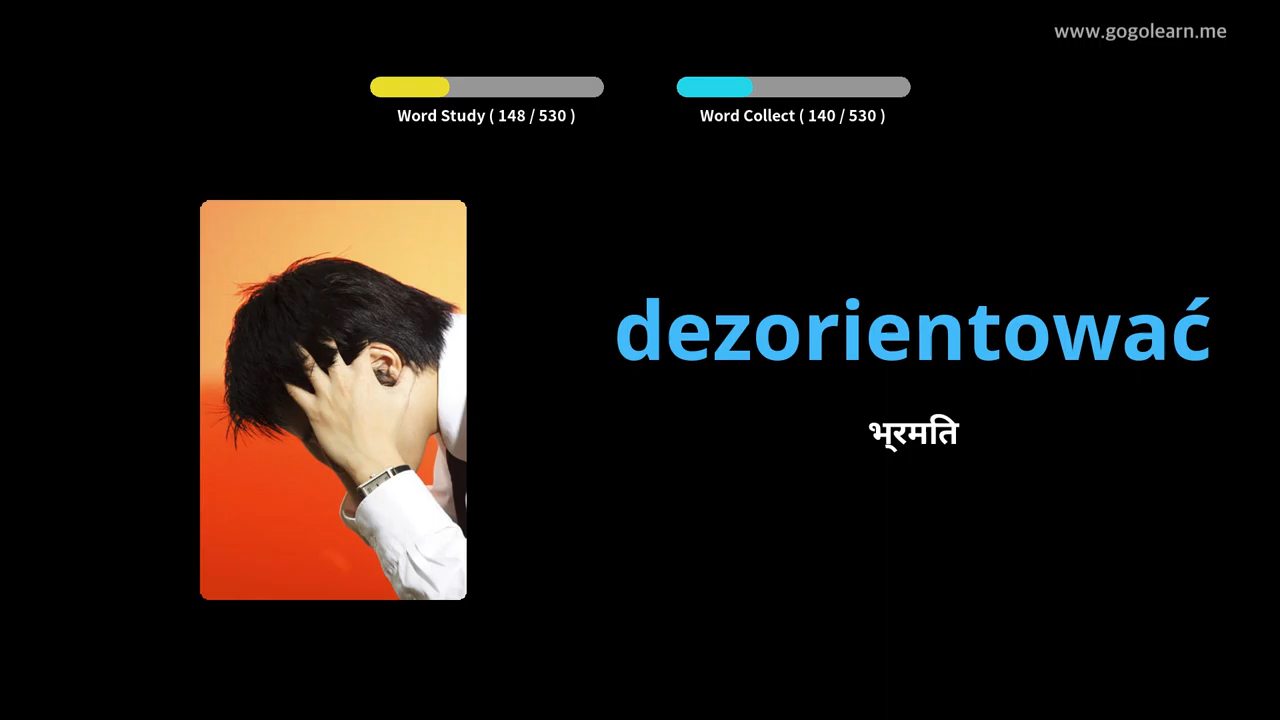 www.gogolearn.me
Word Study ( 148 / 530 )
Word Collect ( 140 / 530 )
dezorientować
भ्रमति